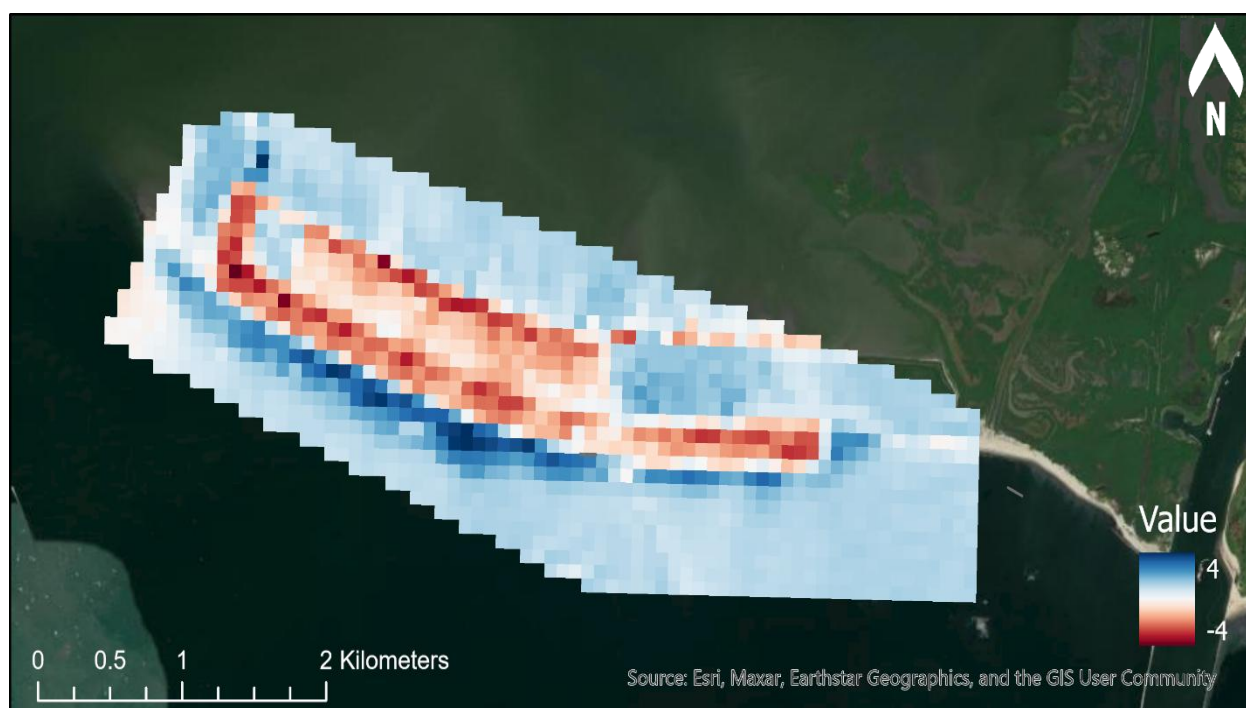 N
Value
4
-4
0 0.5 1 2 Kilometers
Source: Esri, Maxar, Earthstar Geographics, and the GIS User Community